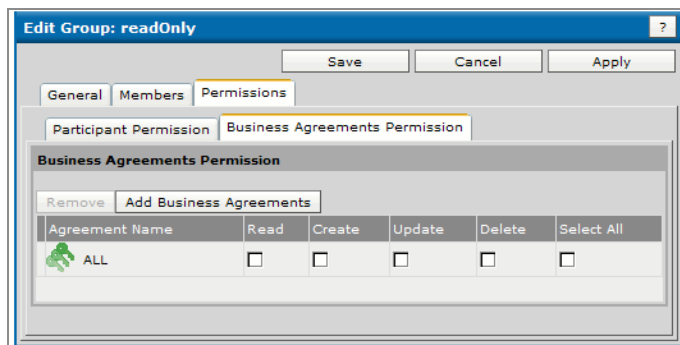 Edit Group: readOnly ?
Save Cancel Apply
General Members Permissions
Participant Permission Business Agreements Permission
Business Agreements Permission
Remove Add Business Agreements
Agreement Name Read Create Update Delete Select All
ALL